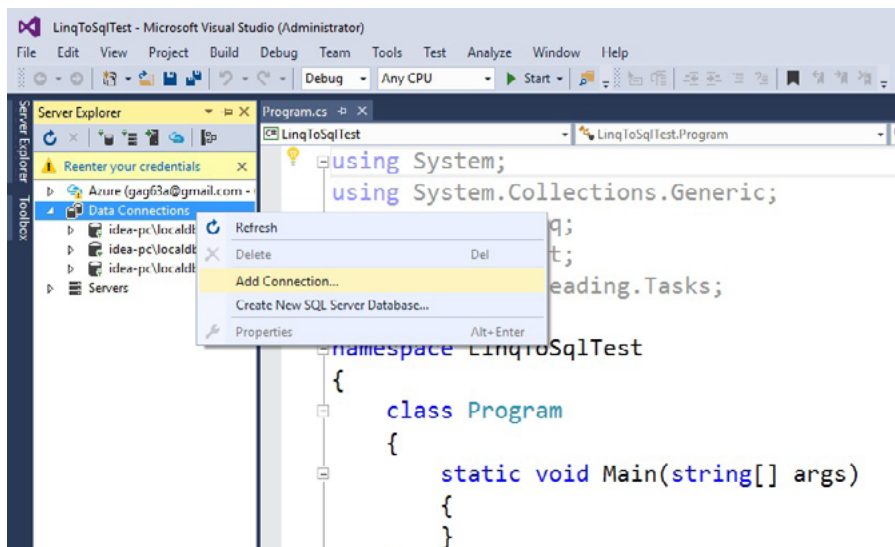 LinqToSqlTest - Microsoft Visual Studio (Administrator)
File Edit View Project Build Debug Team Tools Test Analyze Window Help
Debug Any CPU Start
Server Explorer
Toolbox
Server Explorer
Reenter your credentials
Azure (gag63a@gmail.com -
Data Connections
idea-pc\localdb
idea-pc\localdb
idea-pc\localdb
Servers
Refresh
Delete Del
Add Connection...
Create New SQL Server Database...
Properties Alt+Enter
Program.cs
LinqToSqlTest LinqToSqlTest.Program
using System;
using System.Collections.Generic;
q;
t;
eading.Tasks;
namespace LinqToSqlTest
{
class Program
{
static void Main(string[] args)
{
}